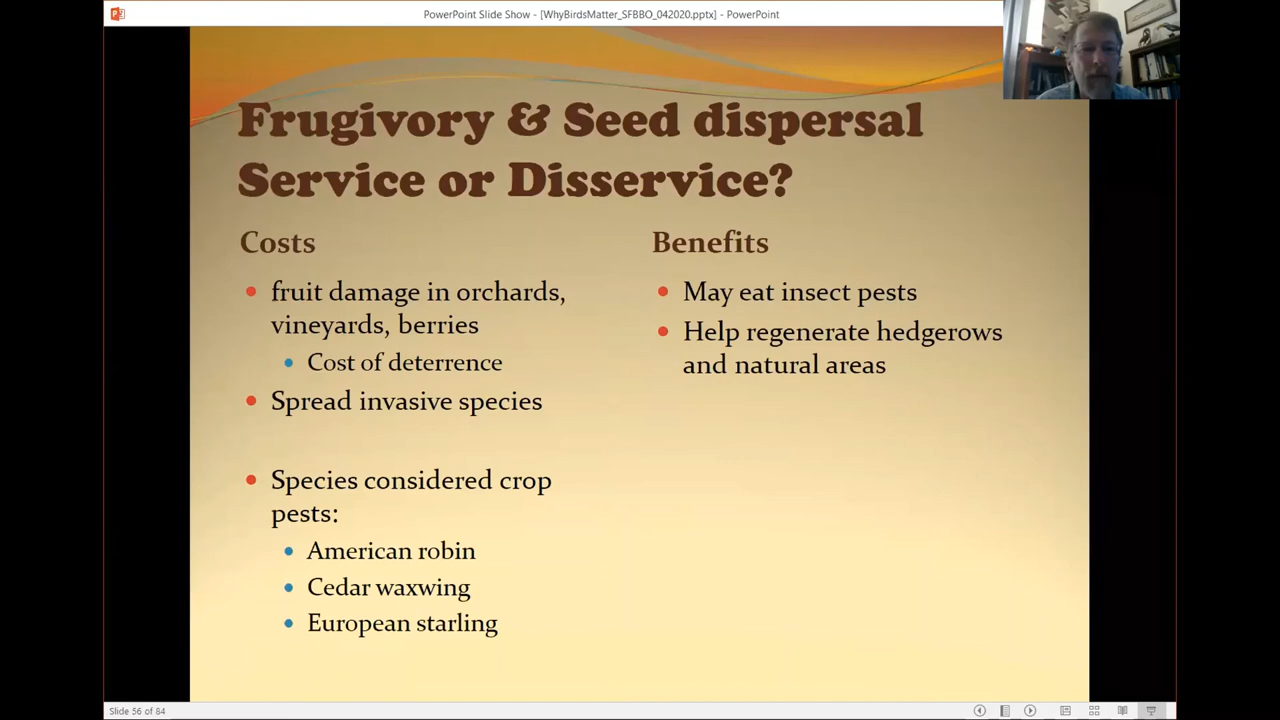 PowerPoint Slide Show - [WhyBirdsMatter_SFBBO_042020.pptx] - PowerPoint
Frugivory & Seed dispersal
Service or Disservice?
Costs
fruit damage in orchards,
vineyards, berries
Cost of deterrence
Spread invasive species
Species considered crop
pests:
American robin
Cedar waxwing
European starling
Benefits
May eat insect pests
Help regenerate hedgerows
and natural areas
Slide 56 of 84